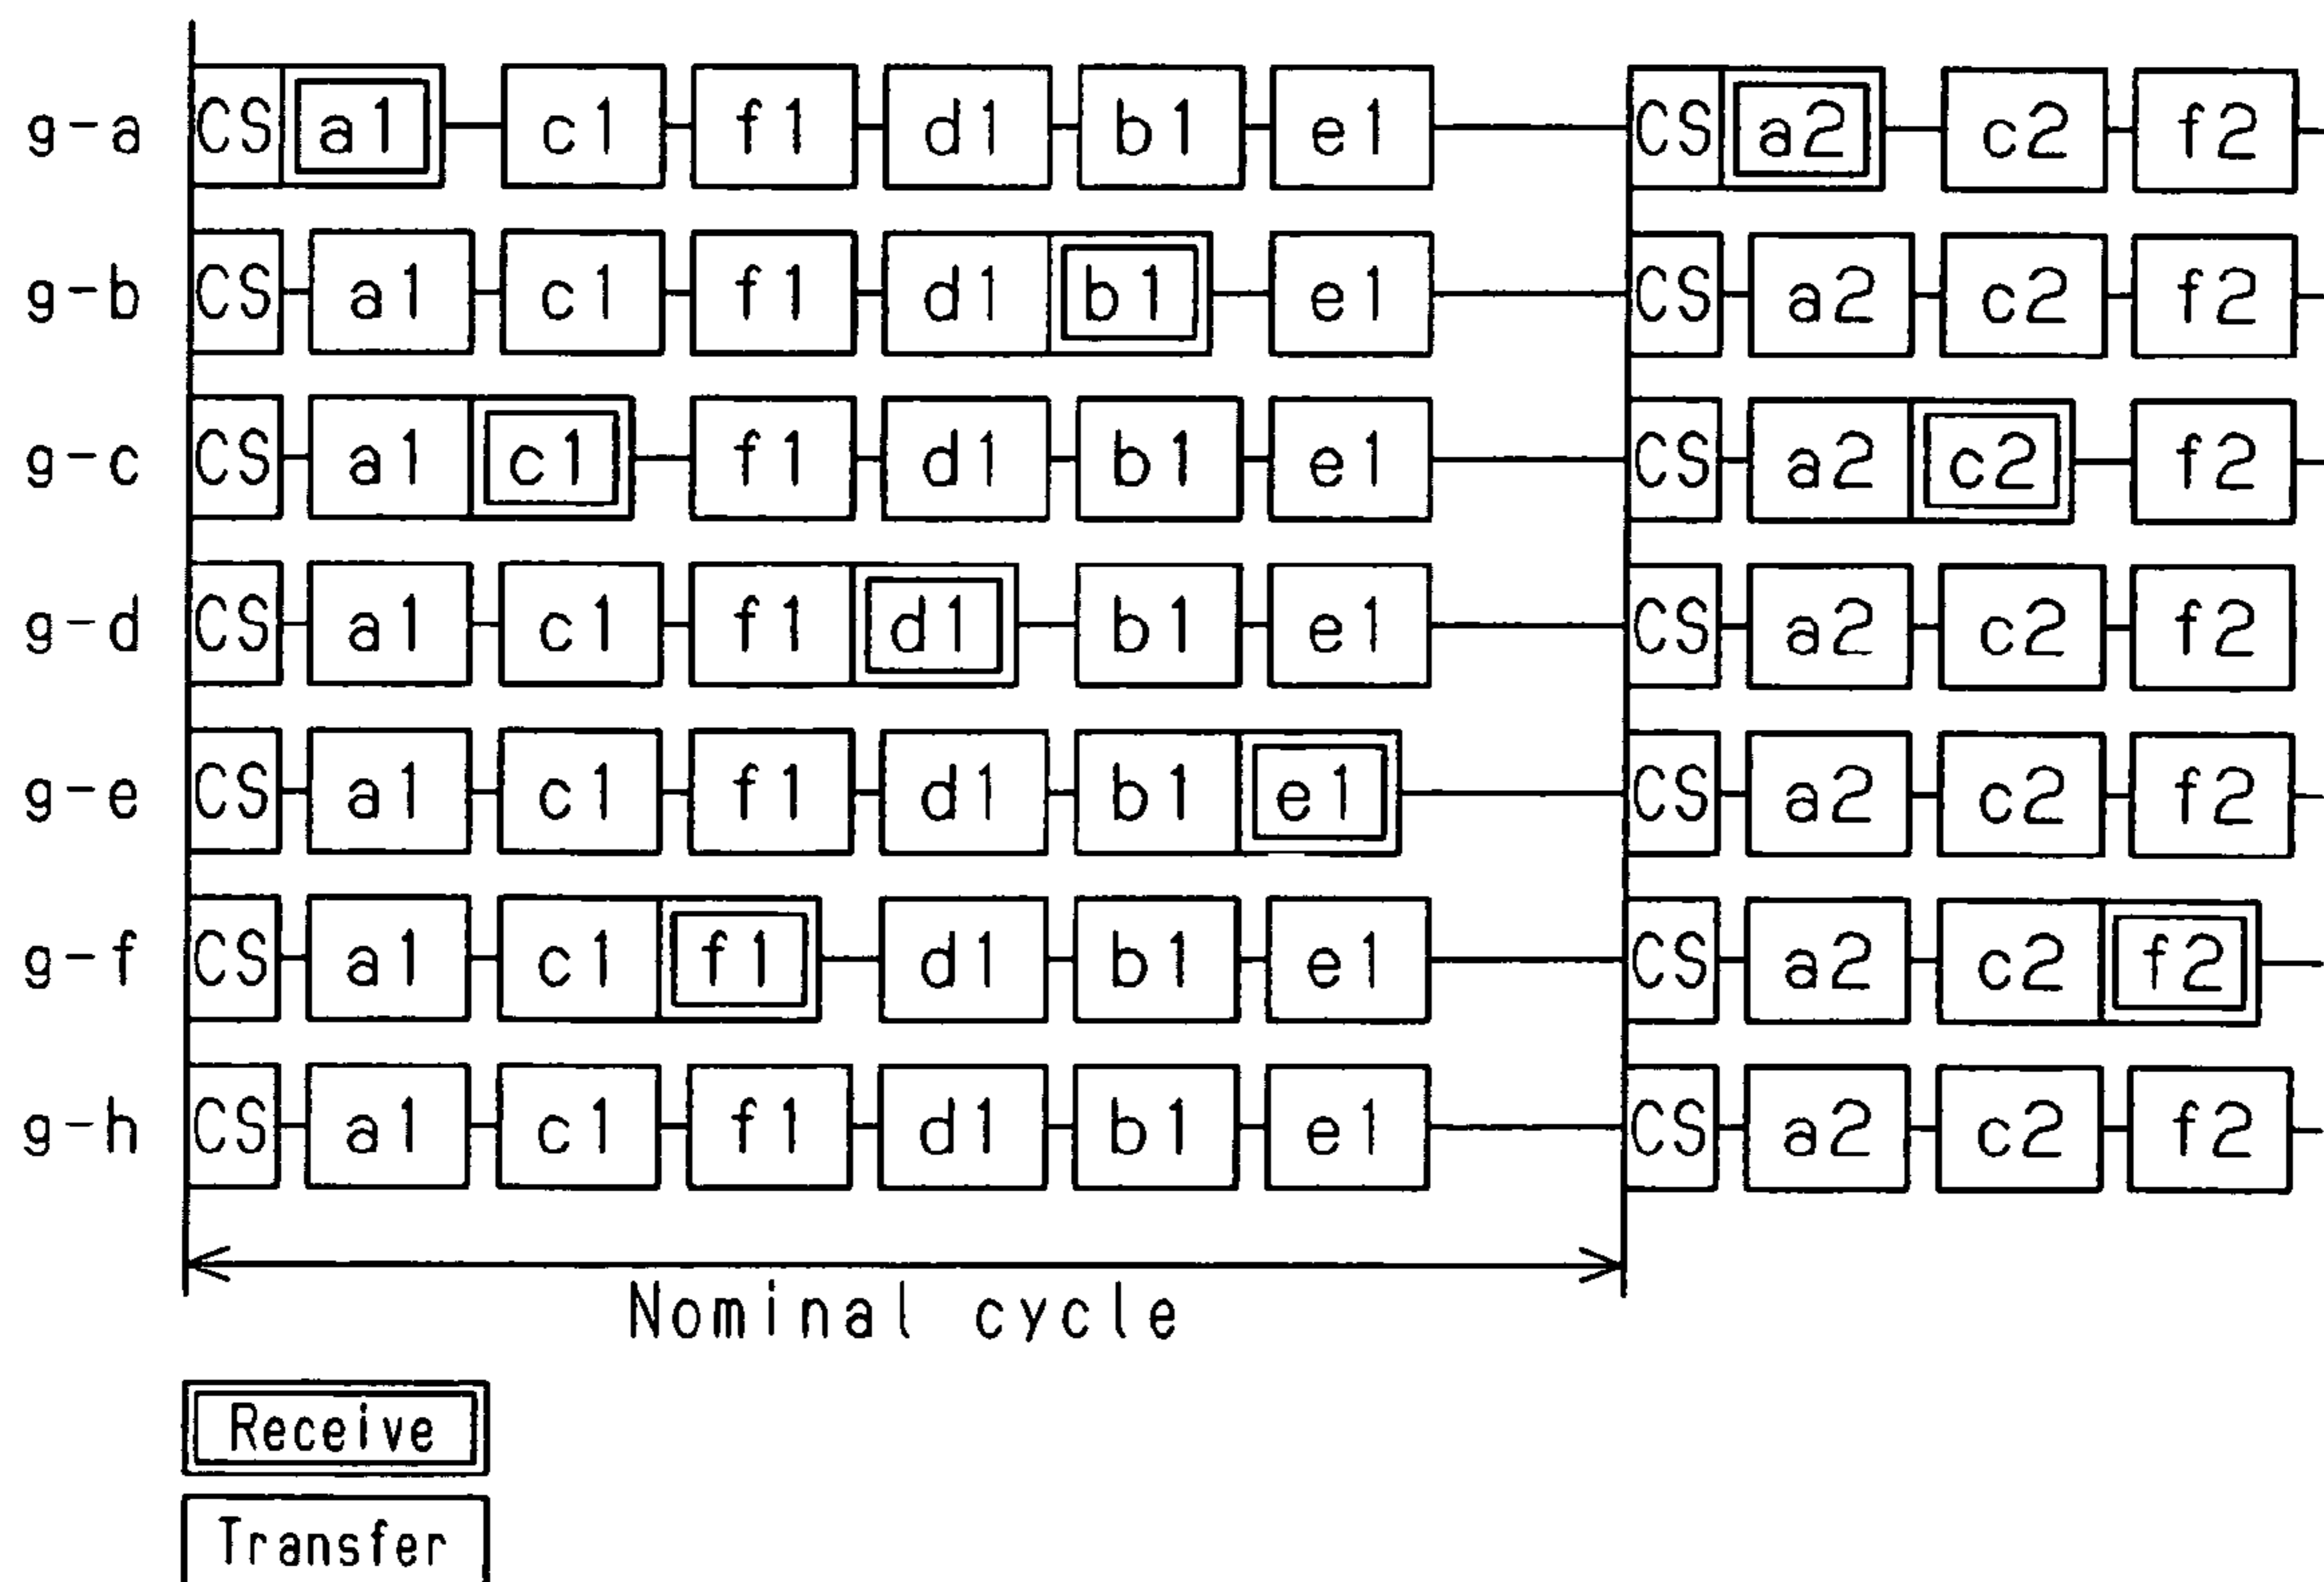 g-a CS a1 c1 f1 d1 b1 e1 CS a2 c2 f2
g-b CS a1 c1 f1 d1 b1 e1 CS a2 c2 f2
g-c CS a1 c1 f1 d1 b1 e1 CS a2 c2 f2
g-d CS a1 c1 f1 d1 b1 e1 CS a2 c2 f2
g-e CS a1 c1 f1 d1 b1 e1 CS a2 c2 f2
g-f CS a1 c1 f1 d1 b1 e1 CS a2 c2 f2
g-h CS a1 c1 f1 d1 b1 e1 CS a2 c2 f2
Nominal cycle
Receive
Transfer